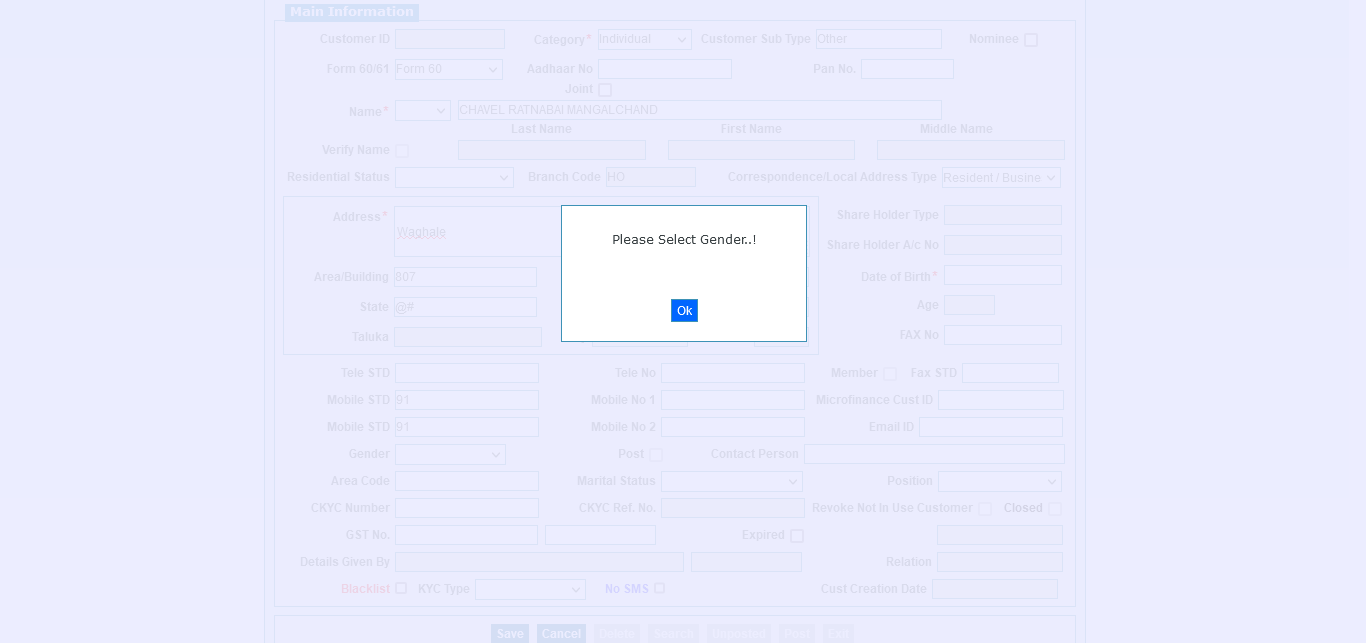 Main Information
Customer ID Category* Individual Customer Sub Type Other Nominee
Form 60/61 Form 60 Aadhaar No Pan No.
Joint
Name* CHAVEL RATNABAI MANGALCHAND
Last Name First Name Middle Name
Verify Name
Residential Status Branch Code HO Correspondence/Local Address Type Resident / Busine
Address* Waghale Share Holder Type
Please Select Gender..!
Share Holder A/c No
Area/Building 807 Date of Birth*
State @# Age
Ok
Taluka FAX No
Tele STD Tele No Member Fax STD
Mobile STD 91 Mobile No 1 Microfinance Cust ID
Mobile STD 91 Mobile No 2 Email ID
Gender Post Contact Person
Area Code Marital Status Position
CKYC Number CKYC Ref. No. Revoke Not In Use Customer Closed
GST No. Expired
Details Given By Relation
Blacklist KYC Type No SMS Cust Creation Date
Save Cancel Delete Search Unposted Post Exit